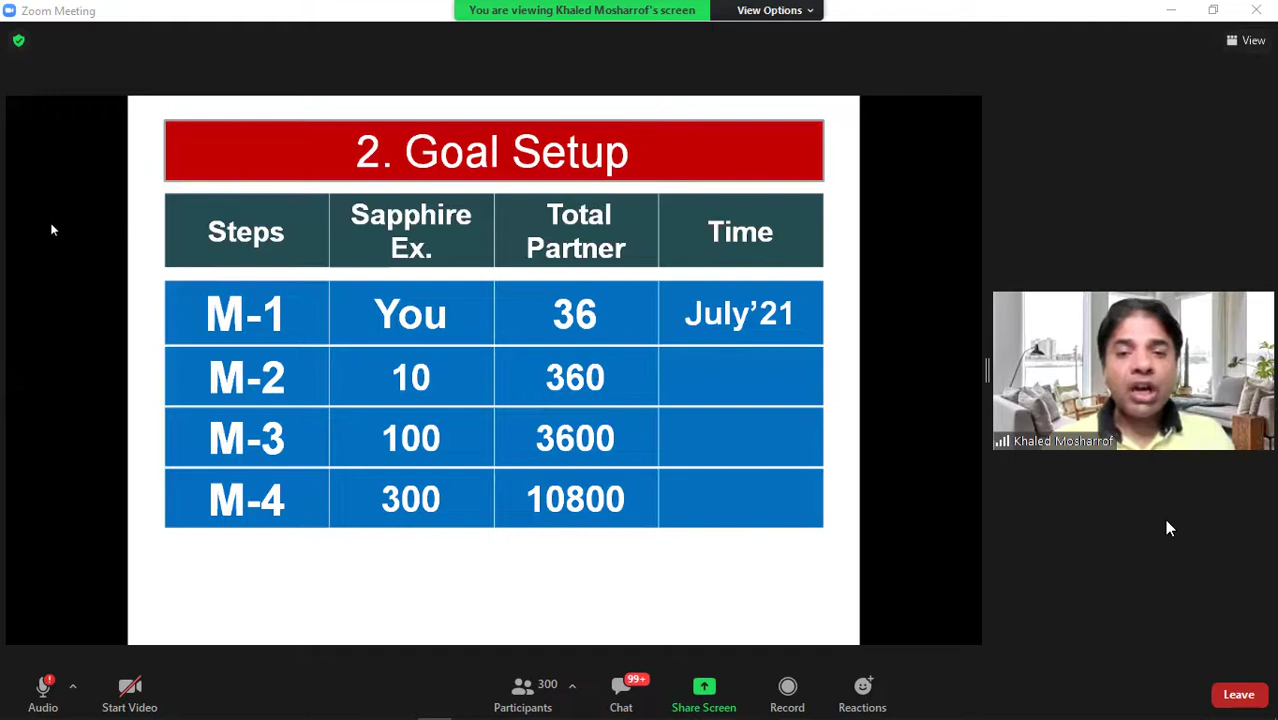 Zoom Meeting
You are viewing Khaled Mosharrof's screen
View Options
View
2. Goal Setup
Steps
Sapphire Ex.
Total Partner
Time
M-1 You 36 July'21
M-2 10 360
M-3 100 3600
M-4 300 10800
Khaled Mosharrof
Audio
Start Video
300
Participants
99+
Chat
Share Screen
Record
Reactions
Leave